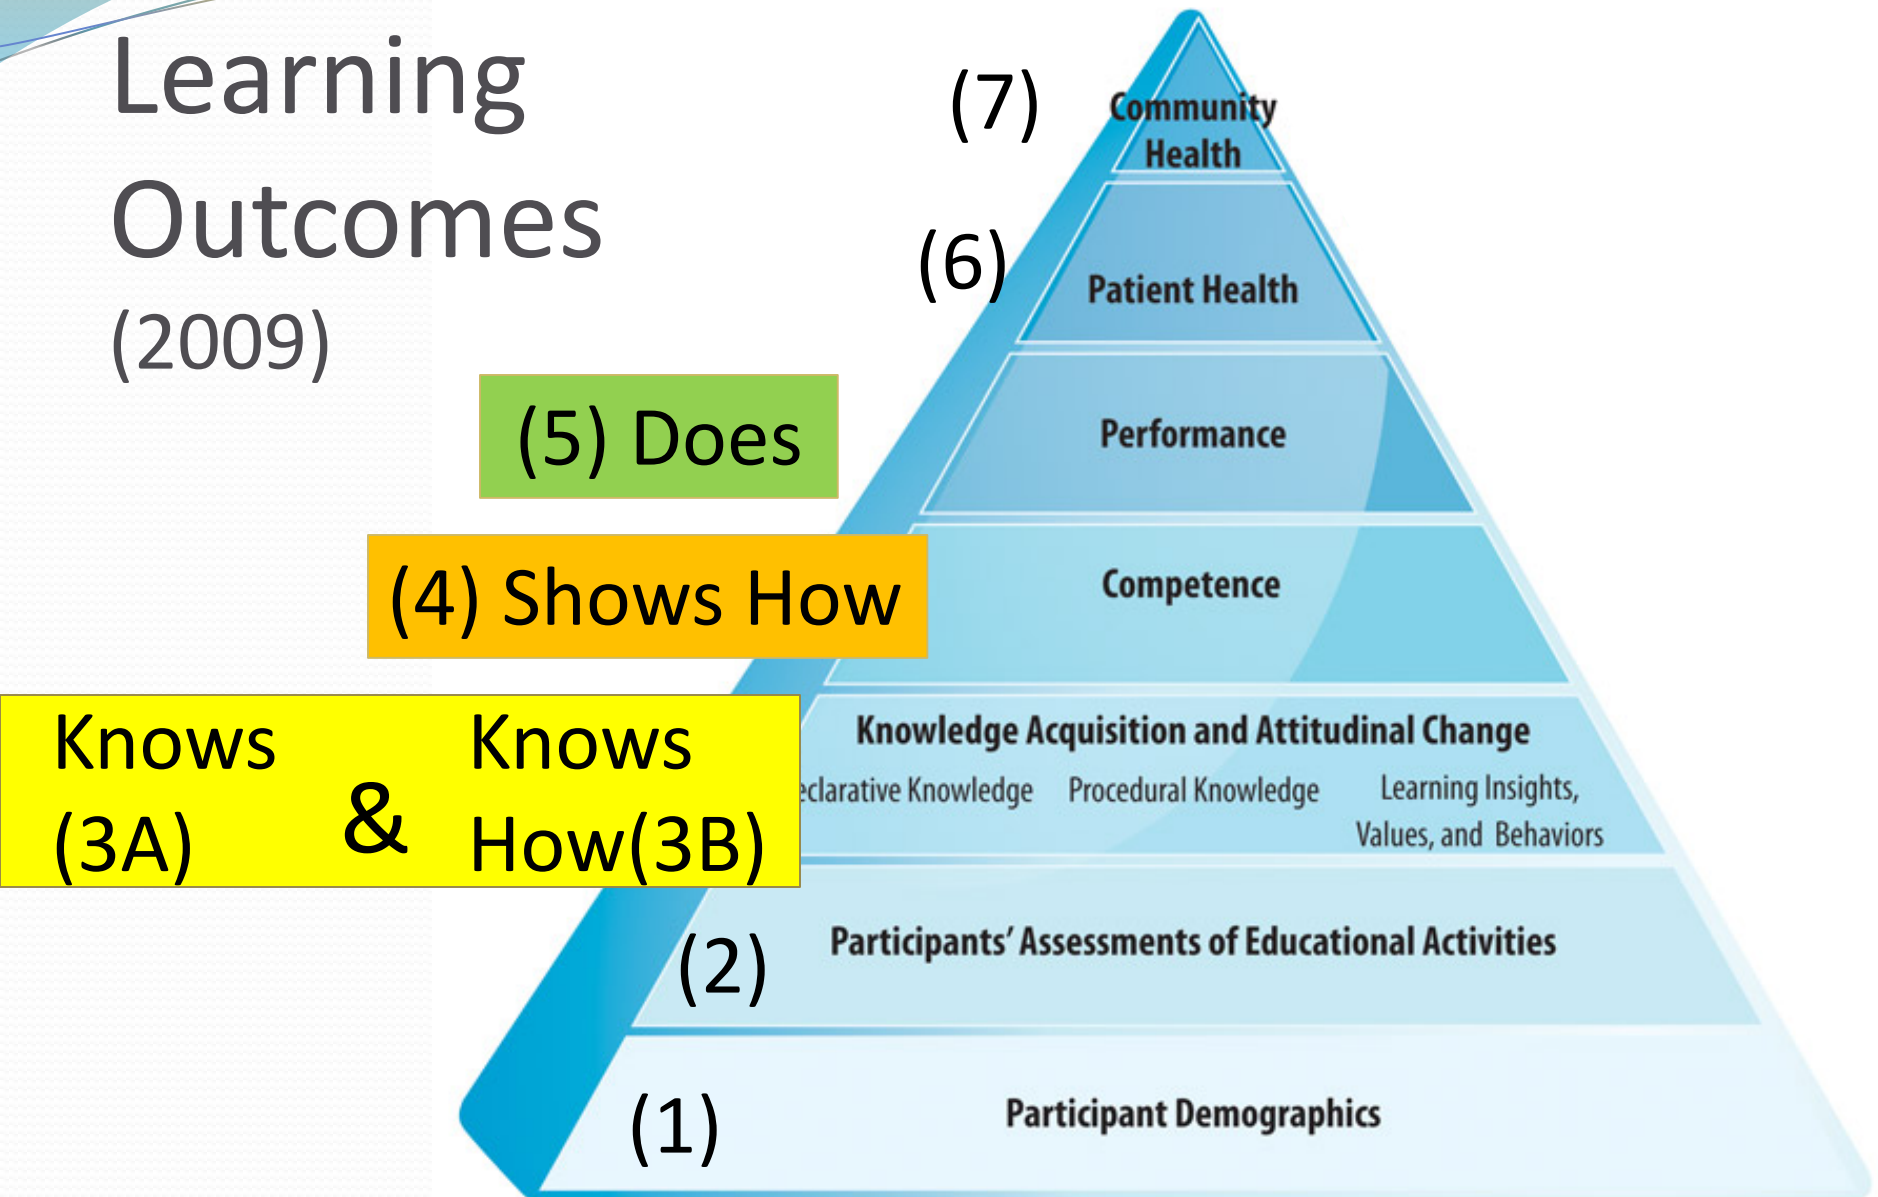 Learning
Outcomes
(2009)
(7)
Community
Health
(6)
Patient Health
(5) Does
Performance
(4) Shows How
Competence
Knows
(3A)
&
Knows
How(3B)
Knowledge Acquisition and Attitudinal Change
eclarative Knowledge
Procedural Knowledge
Learning Insights,
Values, and Behaviors
(2)
Participants’ Assessments of Educational Activities
(1)
Participant Demographics